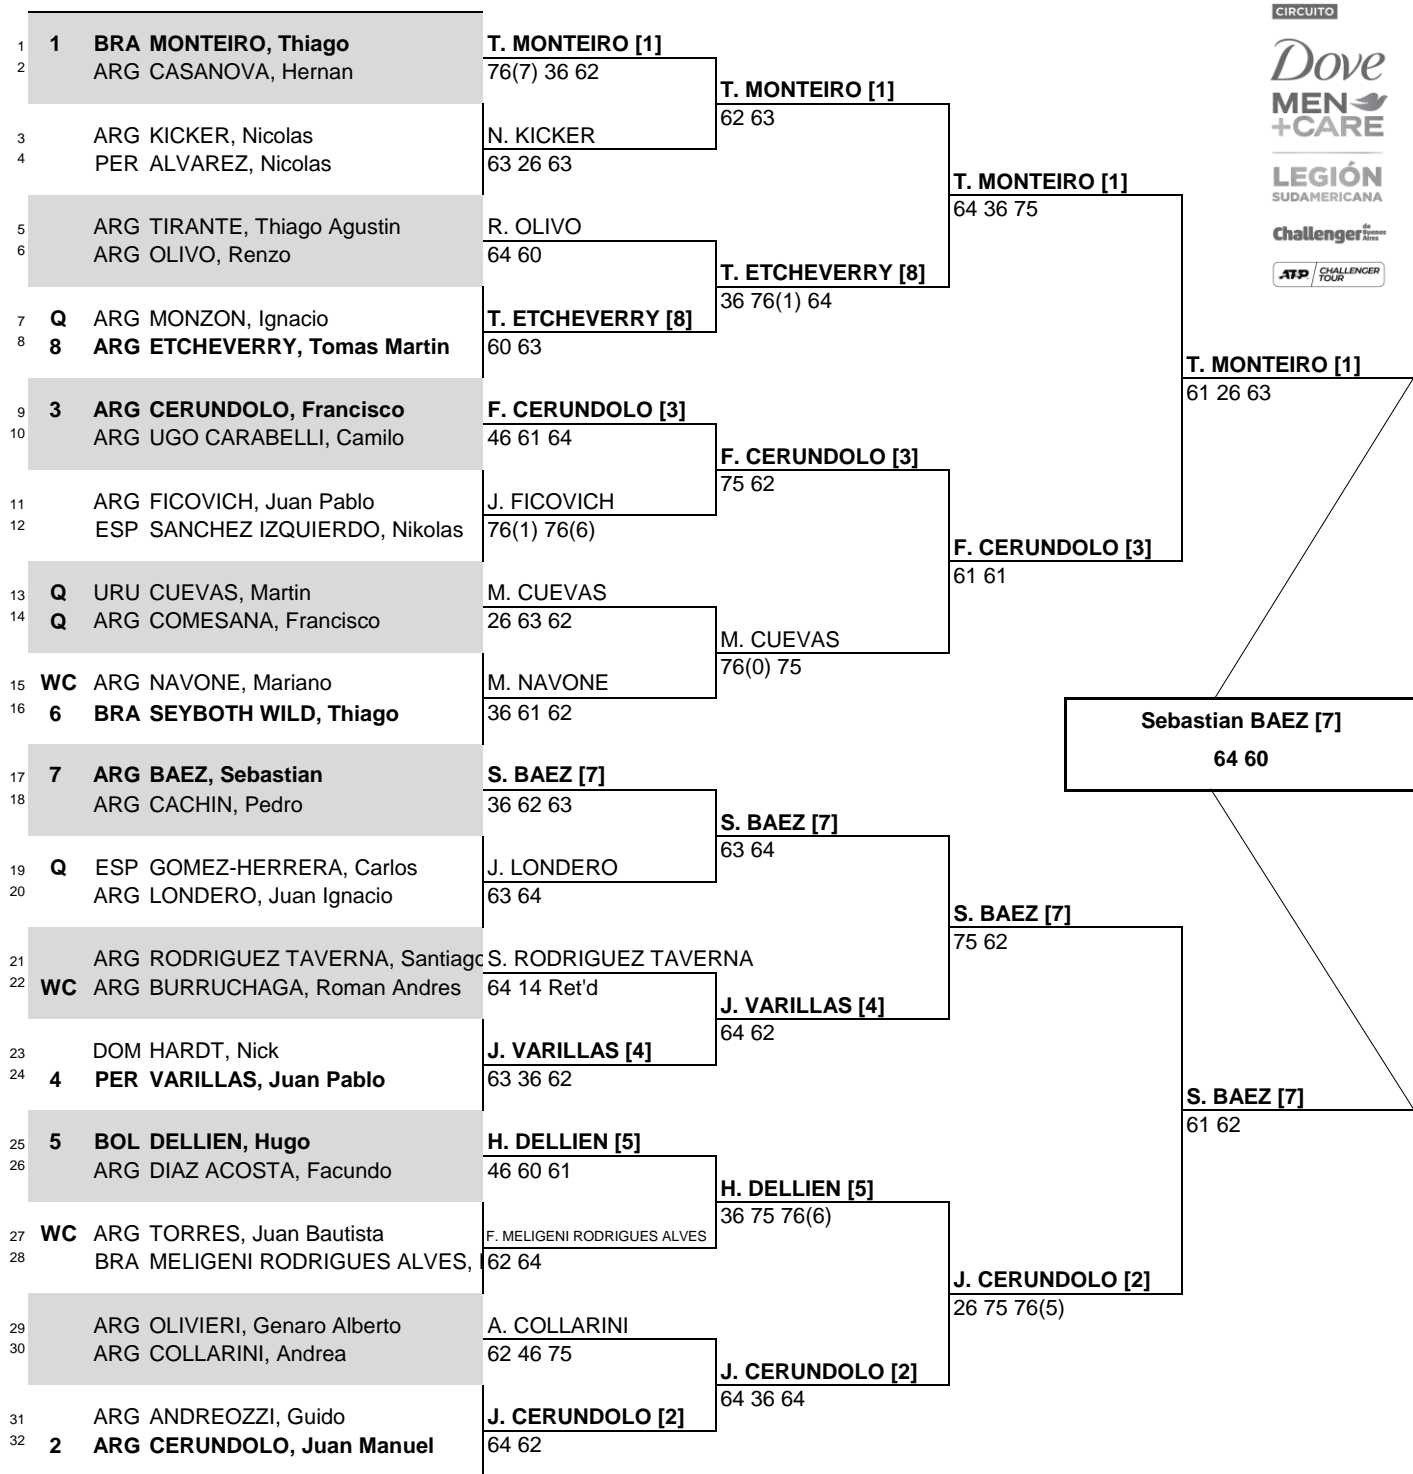 CIRCUITO
Dove
MEN
+CARE
LEGIÓN
SUDAMERICANA
Challenger de Buenos Aires
ATP CHALLENGER TOUR
1 1 BRA MONTEIRO, Thiago
2 ARG CASANOVA, Hernan
3 ARG KICKER, Nicolas
4 PER ALVAREZ, Nicolas
5 ARG TIRANTE, Thiago Agustin
6 ARG OLIVO, Renzo
7 Q ARG MONZON, Ignacio
8 8 ARG ETCHEVERRY, Tomas Martin
9 3 ARG CERUNDOLO, Francisco
10 ARG UGO CARABELLI, Camilo
11 ARG FICOVICH, Juan Pablo
12 ESP SANCHEZ IZQUIERDO, Nikolas
13 Q URU CUEVAS, Martin
14 Q ARG COMESANA, Francisco
15 WC ARG NAVONE, Mariano
16 6 BRA SEYBOTH WILD, Thiago
17 7 ARG BAEZ, Sebastian
18 ARG CACHIN, Pedro
19 Q ESP GOMEZ-HERRERA, Carlos
20 ARG LONDERO, Juan Ignacio
21 ARG RODRIGUEZ TAVERNA, Santiago
22 WC ARG BURRUCHAGA, Roman Andres
23 DOM HARDT, Nick
24 4 PER VARILLAS, Juan Pablo
25 5 BOL DELLIEN, Hugo
26 ARG DIAZ ACOSTA, Facundo
27 WC ARG TORRES, Juan Bautista
28 BRA MELIGENI RODRIGUES ALVES,
29 ARG OLIVIERI, Genaro Alberto
30 ARG COLLARINI, Andrea
31 ARG ANDREOZZI, Guido
32 2 ARG CERUNDOLO, Juan Manuel
T. MONTEIRO [1]
76(7) 36 62
N. KICKER
63 26 63
R. OLIVO
64 60
T. ETCHEVERRY [8]
60 63
F. CERUNDOLO [3]
46 61 64
J. FICOVICH
76(1) 76(6)
M. CUEVAS
26 63 62
M. NAVONE
36 61 62
S. BAEZ [7]
36 62 63
J. LONDERO
63 64
S. RODRIGUEZ TAVERNA
64 14 Ret'd
J. VARILLAS [4]
63 36 62
H. DELLIEN [5]
46 60 61
F. MELIGENI RODRIGUES ALVES
62 64
A. COLLARINI
62 46 75
J. CERUNDOLO [2]
64 62
T. MONTEIRO [1]
62 63
T. ETCHEVERRY [8]
36 76(1) 64
F. CERUNDOLO [3]
75 62
M. CUEVAS
76(0) 75
S. BAEZ [7]
63 64
J. VARILLAS [4]
64 62
H. DELLIEN [5]
36 75 76(6)
J. CERUNDOLO [2]
64 36 64
T. MONTEIRO [1]
64 36 75
F. CERUNDOLO [3]
61 61
S. BAEZ [7]
75 62
J. CERUNDOLO [2]
26 75 76(5)
T. MONTEIRO [1]
61 26 63
S. BAEZ [7]
61 62
Sebastian BAEZ [7]
64 60